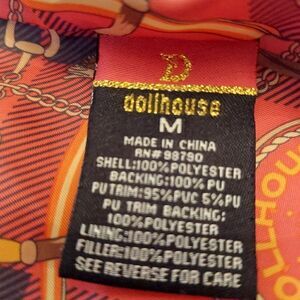 D
dollhouse
M
MADE IN CHINA
RN#98790
SHELL:100%POLYESTER
BACKING:100% PU
PU TRIM:95%PVC 5%PU
PU TRIM BACKING:
100%POLYESTER
LINING:100%POLYESTER
FILLER:100%POLYESTER
SEE REVERSE FOR CARE
DOLLHOUS